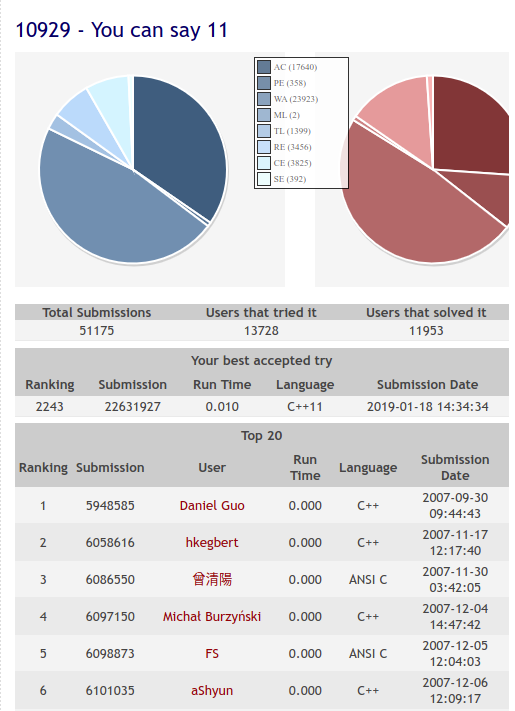 10929 - You can say 11
AC (17640)
PE (358)
WA (23923)
ML (2)
TL (1399)
RE (3456)
CE (3825)
SE (392)
Total Submissions Users that tried it Users that solved it
51175 13728 11953
Your best accepted try
Ranking Submission Run Time Language Submission Date
2243 22631927 0.010 C++11 2019-01-18 14:34:34
Top 20
Ranking Submission User Run Time Language Submission Date
1 5948585 Daniel Guo 0.000 C++ 2007-09-30 09:44:43
2 6058616 hkegbert 0.000 C++ 2007-11-17 12:17:40
3 6086550 曾清陽 0.000 ANSI C 2007-11-30 03:42:05
4 6097150 Michał Burzyński 0.000 C++ 2007-12-04 14:47:42
5 6098873 FS 0.000 ANSI C 2007-12-05 12:04:03
6 6101035 aShyun 0.000 C++ 2007-12-06 12:09:17